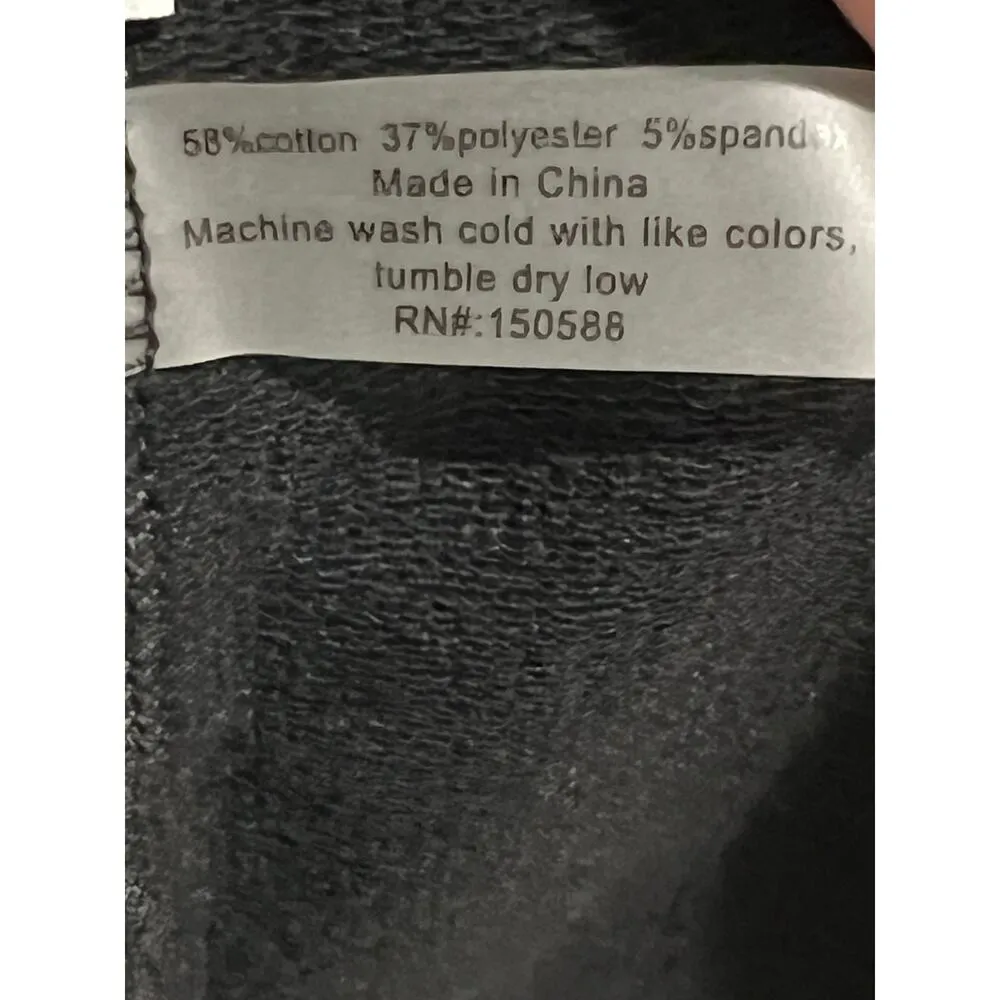 58%cotton 37%polyester 5%spandex
Made in China
Machine wash cold with like colors,
tumble dry low
RN#:150588